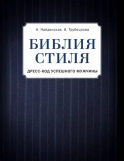 Н. Найденская, И. Трубецкова
БИБЛИЯ
СТИЛЯ
ДРЕСС-КОД УСПЕШНОГО МУЖЧИНЫ